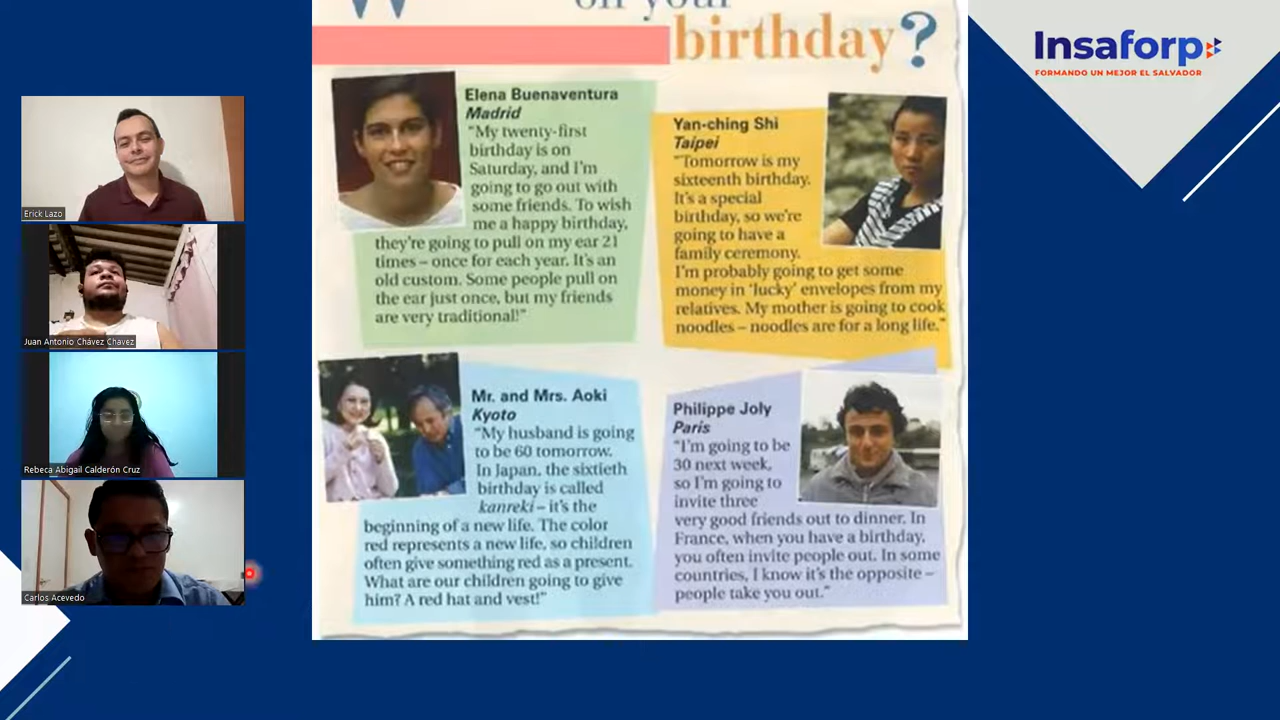 on your
birthday?
Insaforp
FORMANDO UN MEJOR EL SALVADOR
Erick Lazo
Juan Antonio Chávez Chavez
Rebeca Abigail Calderón Cruz
Carlos Acevedo
Elena Buenaventura
Madrid
"My twenty-first
birthday is on
Saturday, and I'm
going to go out with
some friends. To wish
me a happy birthday,
they're going to pull on my ear 21
times – once for each year. It's an
old custom. Some people pull on
the ear just once, but my friends
are very traditional!"
Yan-ching Shi
Taipei
"Tomorrow is my
sixteenth birthday.
It's a special
birthday, so we're
going to have a
family ceremony.
I'm probably going to get some
money in 'lucky' envelopes from my
relatives. My mother is going to cook
noodles – noodles are for a long life."
Mr. and Mrs. Aoki
Kyoto
"My husband is going
to be 60 tomorrow.
In Japan, the sixtieth
birthday is called
kanreki – it's the
beginning of a new life. The color
red represents a new life, so children
often give something red as a present.
What are our children going to give
him? A red hat and vest!"
Philippe Joly
Paris
"I'm going to be
30 next week,
so I'm going to
invite three
very good friends out to dinner. In
France, when you have a birthday,
you often invite people out. In some
countries, I know it's the opposite –
people take you out."